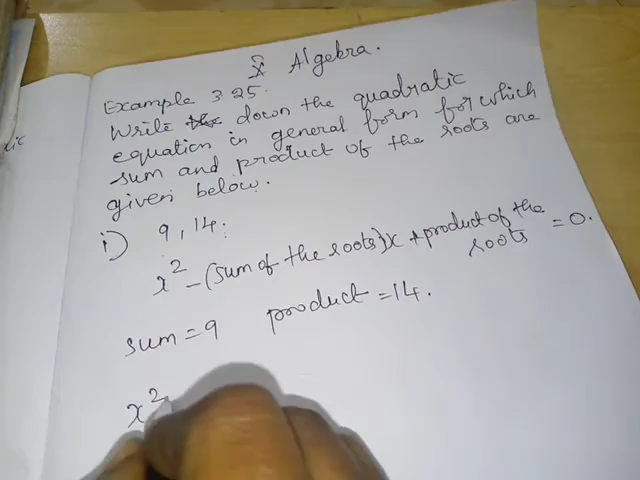 X Algebra.
Example 3.25.
Write the down the quadratic
equation in general form for which
sum and product of the roots are
given below.
i) 9, 14.
x² - (sum of the roots)x + product of the roots = 0.
sum = 9 product = 14.
x²